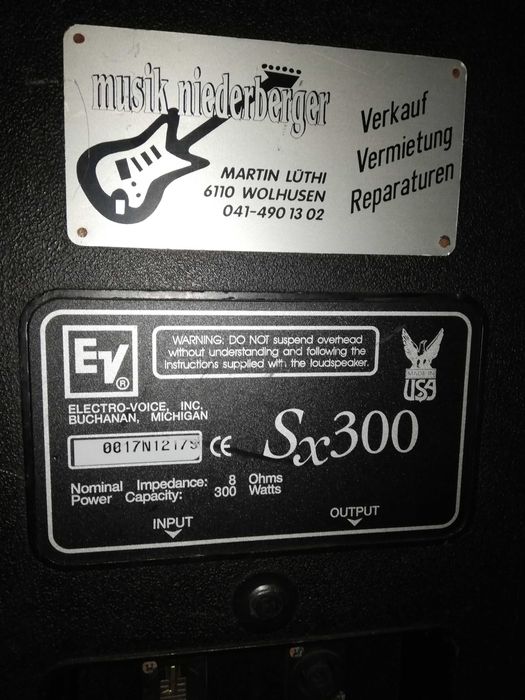 musik niederberger
Verkauf
Vermietung
Reparaturen
MARTIN LÜTHI
6110 WOLHUSEN
041-490 13 02
EV
®
WARNING: DO NOT suspend overhead
without understanding and following the
instructions supplied with the loudspeaker.
MADE IN
USA
ELECTRO-VOICE, INC.
BUCHANAN, MICHIGAN
CE
Sx300
Nominal Impedance: 8 Ohms
Power Capacity: 300 Watts
INPUT
OUTPUT